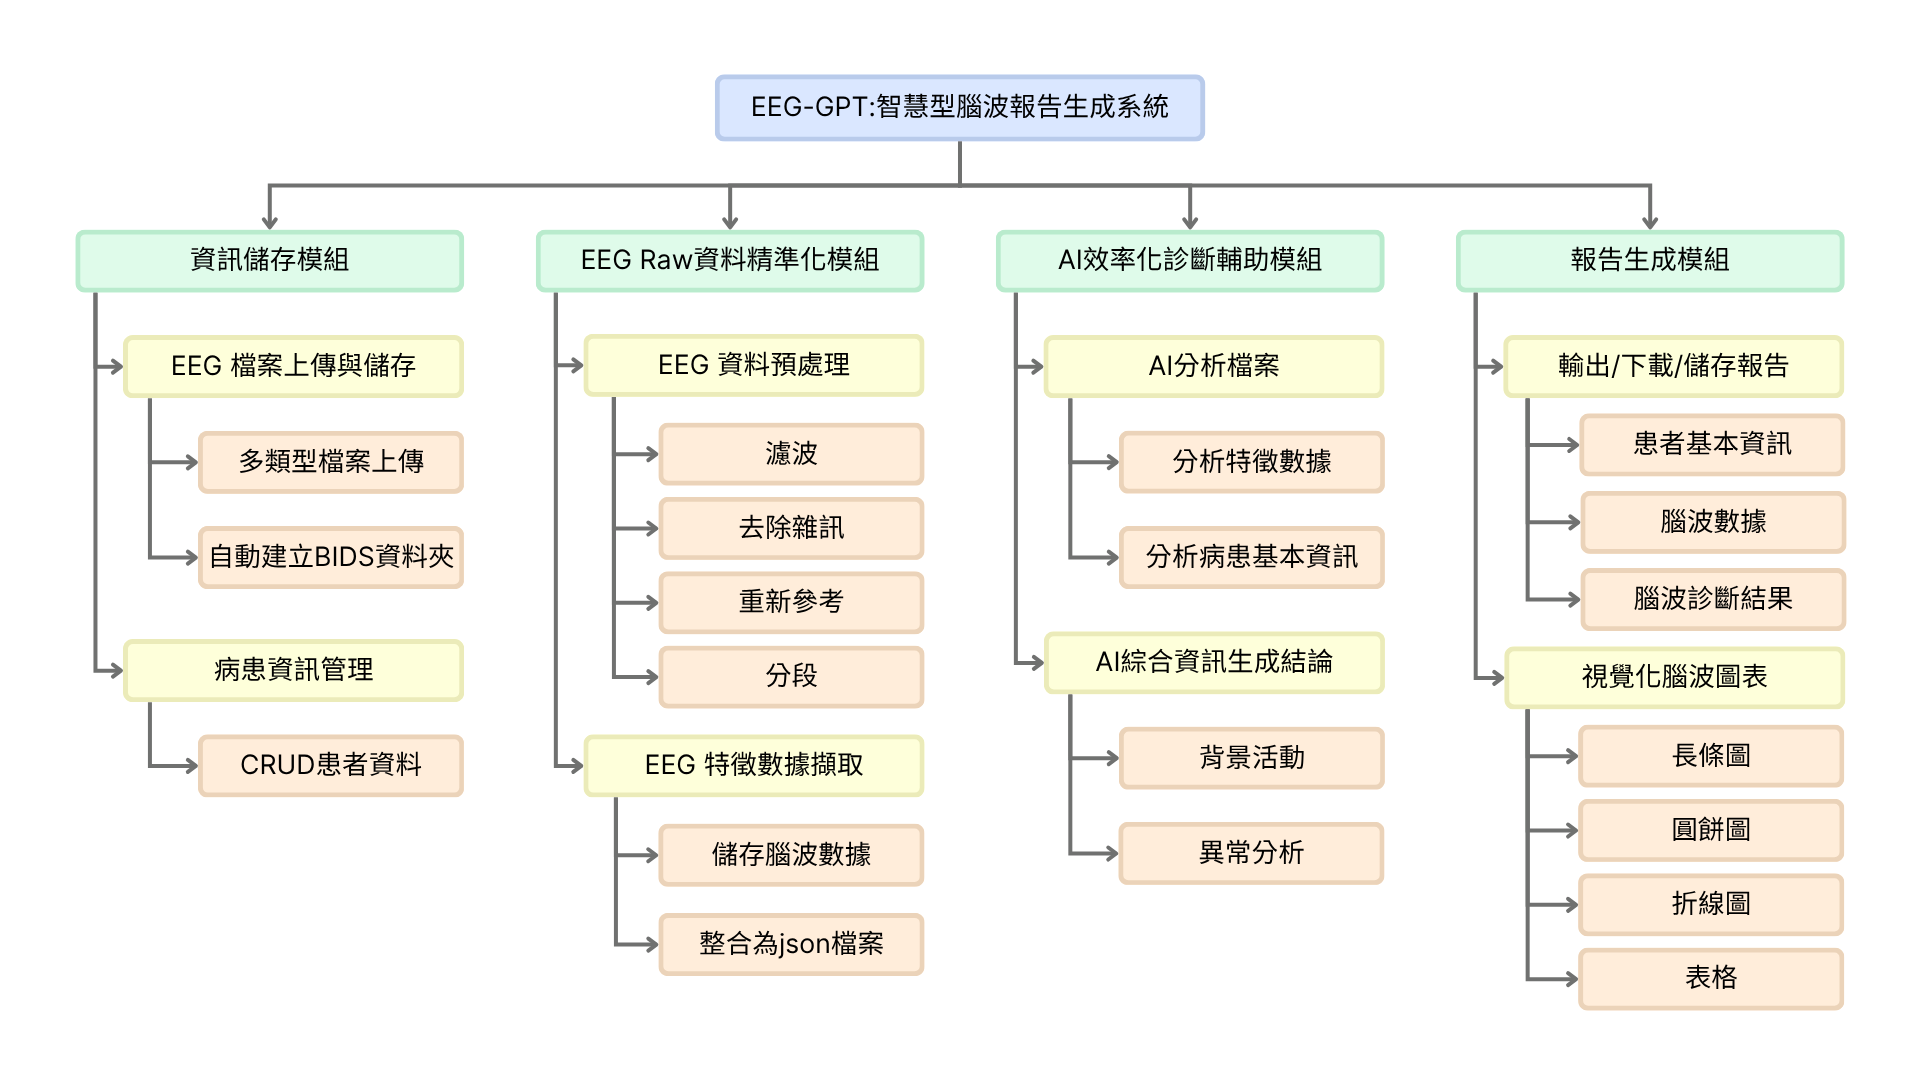 EEG-GPT:智慧型腦波報告生成系統
資訊儲存模組
EEG 檔案上傳與儲存
多類型檔案上傳
自動建立BIDS資料夾
病患資訊管理
CRUD患者資料
EEG Raw資料精準化模組
EEG 資料預處理
濾波
去除雜訊
重新參考
分段
EEG 特徵數據擷取
儲存腦波數據
整合為json檔案
AI效率化診斷輔助模組
AI分析檔案
分析特徵數據
分析病患基本資訊
AI綜合資訊生成結論
背景活動
異常分析
報告生成模組
輸出/下載/儲存報告
患者基本資訊
腦波數據
腦波診斷結果
視覺化腦波圖表
長條圖
圓餅圖
折線圖
表格